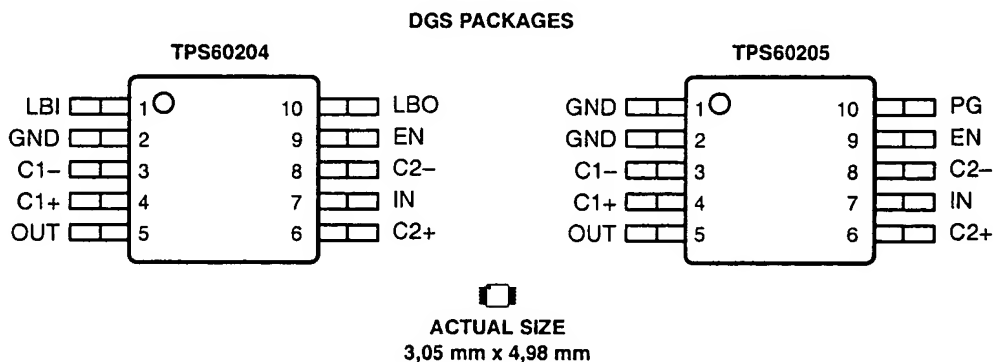 DGS PACKAGES
TPS60204
LBI 1 10 LBO
GND 2 9 EN
C1– 3 8 C2–
C1+ 4 7 IN
OUT 5 6 C2+
TPS60205
GND 1 10 PG
GND 2 9 EN
C1– 3 8 C2–
C1+ 4 7 IN
OUT 5 6 C2+
ACTUAL SIZE
3,05 mm x 4,98 mm